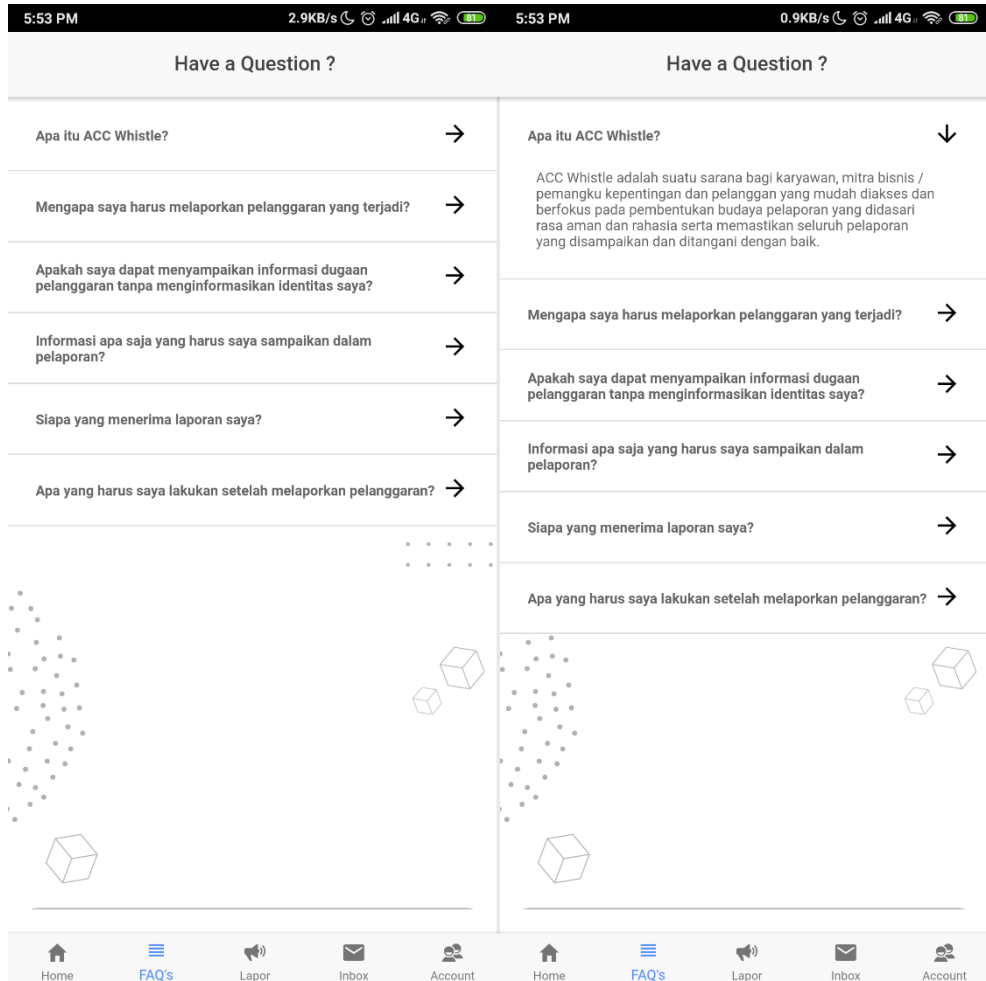 5:53 PM
2.9KB/s
4G
81
Have a Question ?
Apa itu ACC Whistle?
Mengapa saya harus melaporkan pelanggaran yang terjadi?
Apakah saya dapat menyampaikan informasi dugaan
pelanggaran tanpa menginformasikan identitas saya?
Informasi apa saja yang harus saya sampaikan dalam
pelaporan?
Siapa yang menerima laporan saya?
Apa yang harus saya lakukan setelah melaporkan pelanggaran?
Home
FAQ's
Lapor
Inbox
Account
5:53 PM
0.9KB/s
4G
81
Have a Question ?
Apa itu ACC Whistle?
ACC Whistle adalah suatu sarana bagi karyawan, mitra bisnis /
pemangku kepentingan dan pelanggan yang mudah diakses dan
berfokus pada pembentukan budaya pelaporan yang didasari
rasa aman dan rahasia serta memastikan seluruh pelaporan
yang disampaikan dan ditangani dengan baik.
Mengapa saya harus melaporkan pelanggaran yang terjadi?
Apakah saya dapat menyampaikan informasi dugaan
pelanggaran tanpa menginformasikan identitas saya?
Informasi apa saja yang harus saya sampaikan dalam
pelaporan?
Siapa yang menerima laporan saya?
Apa yang harus saya lakukan setelah melaporkan pelanggaran?
Home
FAQ's
Lapor
Inbox
Account